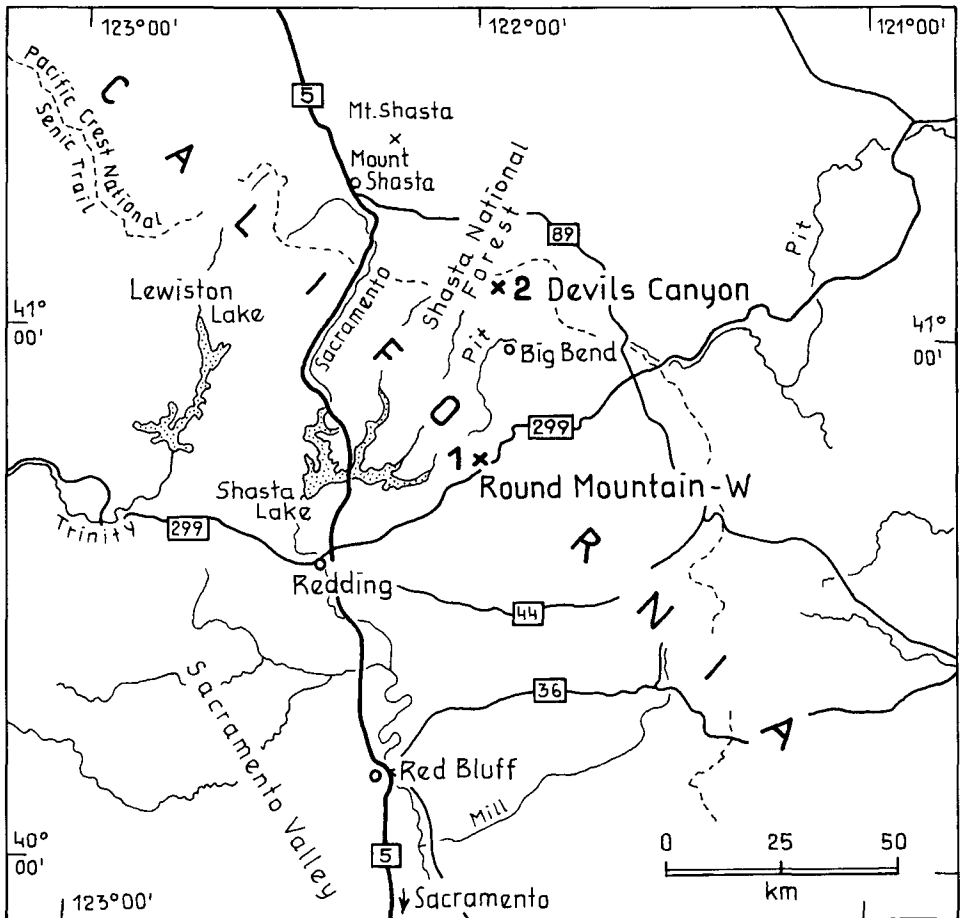 123°00'
122°00'
121°00'
Pacific Crest National
Senic Trail
C A L I F O R N I A
5
Mt. Shasta
Mount
Shasta
Shasta National
Forest
89
Pit
Lewiston
Lake
Sacramento
2 Devils Canyon
41°
00'
41°
00'
Pit
Big Bend
299
1
Round Mountain-W
Shasta
Lake
Trinity
299
Redding
44
36
Sacramento Valley
Red Bluff
Mill
0 25 50
km
40°
00'
5
Sacramento
123°00'